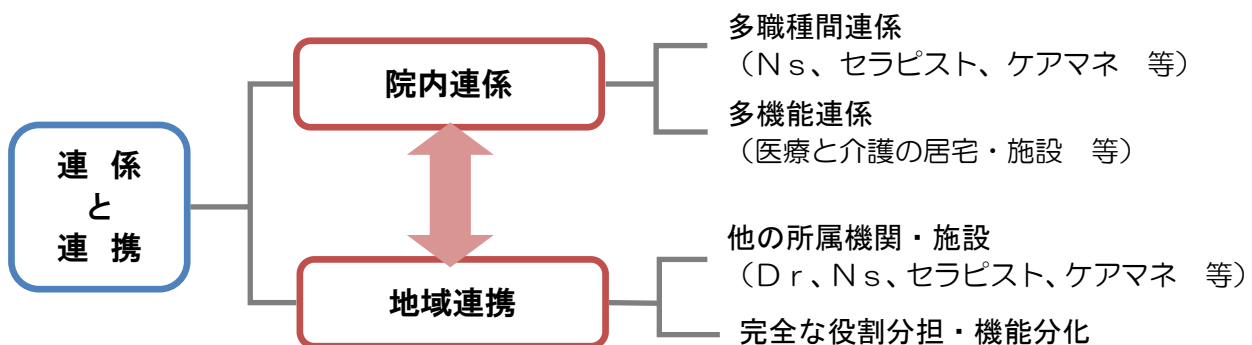 連 係
と
連 携
院内連係
多職種間連係
（Ｎｓ、セラピスト、ケアマネ　等）
多機能連係
（医療と介護の居宅・施設　等）
地域連携
他の所属機関・施設
（Ｄｒ、Ｎｓ、セラピスト、ケアマネ　等）
完全な役割分担・機能分化